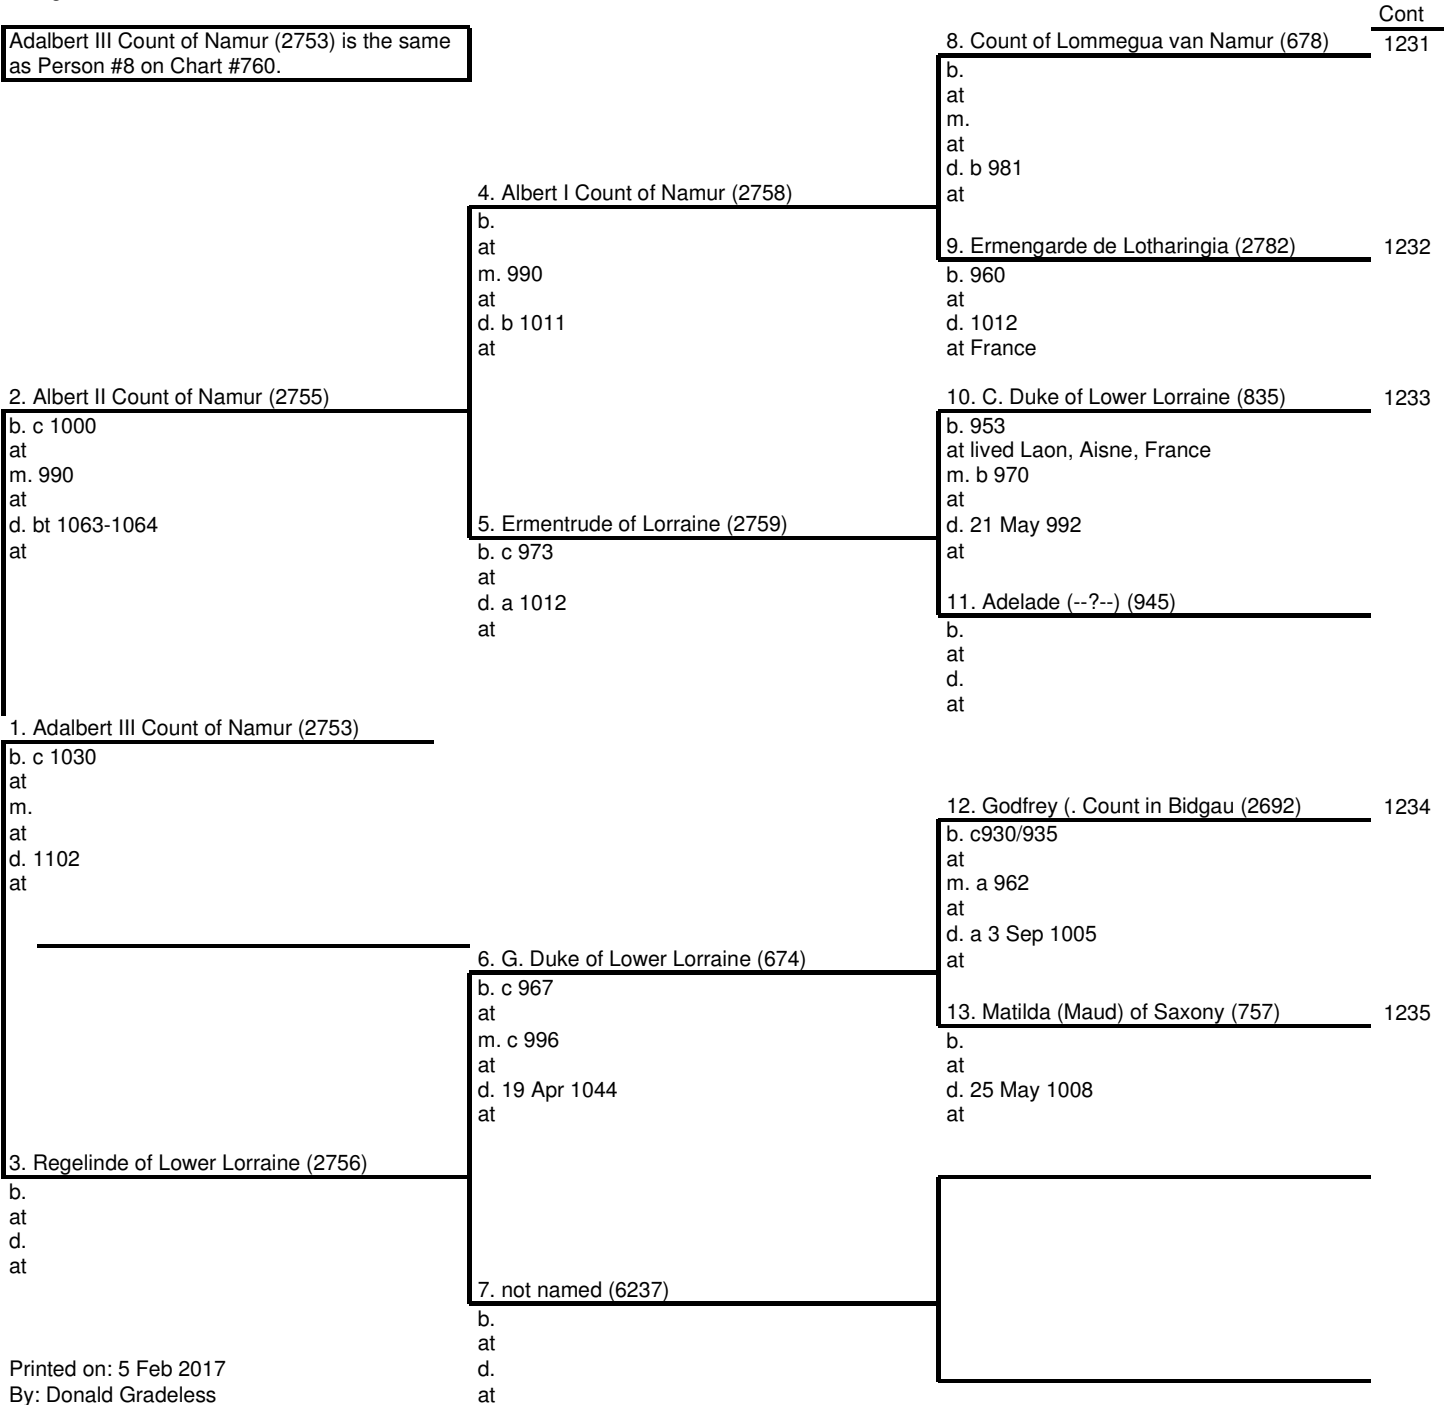 Cont
Adalbert III Count of Namur (2753) is the same
as Person #8 on Chart #760.
8. Count of Lommegua van Namur (678)
1231
b.
at
m.
at
d. b 981
at
4. Albert I Count of Namur (2758)
b.
at
m. 990
at
d. b 1011
at
9. Ermengarde de Lotharingia (2782)
1232
b. 960
at
d. 1012
at France
2. Albert II Count of Namur (2755)
b. c 1000
at
m. 990
at
d. bt 1063-1064
at
10. C. Duke of Lower Lorraine (835)
1233
b. 953
at lived Laon, Aisne, France
m. b 970
at
d. 21 May 992
at
5. Ermentrude of Lorraine (2759)
b. c 973
at
d. a 1012
at
11. Adelade (--?--) (945)
b.
at
d.
at
1. Adalbert III Count of Namur (2753)
b. c 1030
at
m.
at
d. 1102
at
12. Godfrey (. Count in Bidgau (2692)
1234
b. c930/935
at
m. a 962
at
d. a 3 Sep 1005
at
6. G. Duke of Lower Lorraine (674)
b. c 967
at
m. c 996
at
d. 19 Apr 1044
at
13. Matilda (Maud) of Saxony (757)
1235
b.
at
d. 25 May 1008
at
3. Regelinde of Lower Lorraine (2756)
b.
at
d.
at
7. not named (6237)
b.
at
d.
at
Printed on: 5 Feb 2017
By: Donald Gradeless